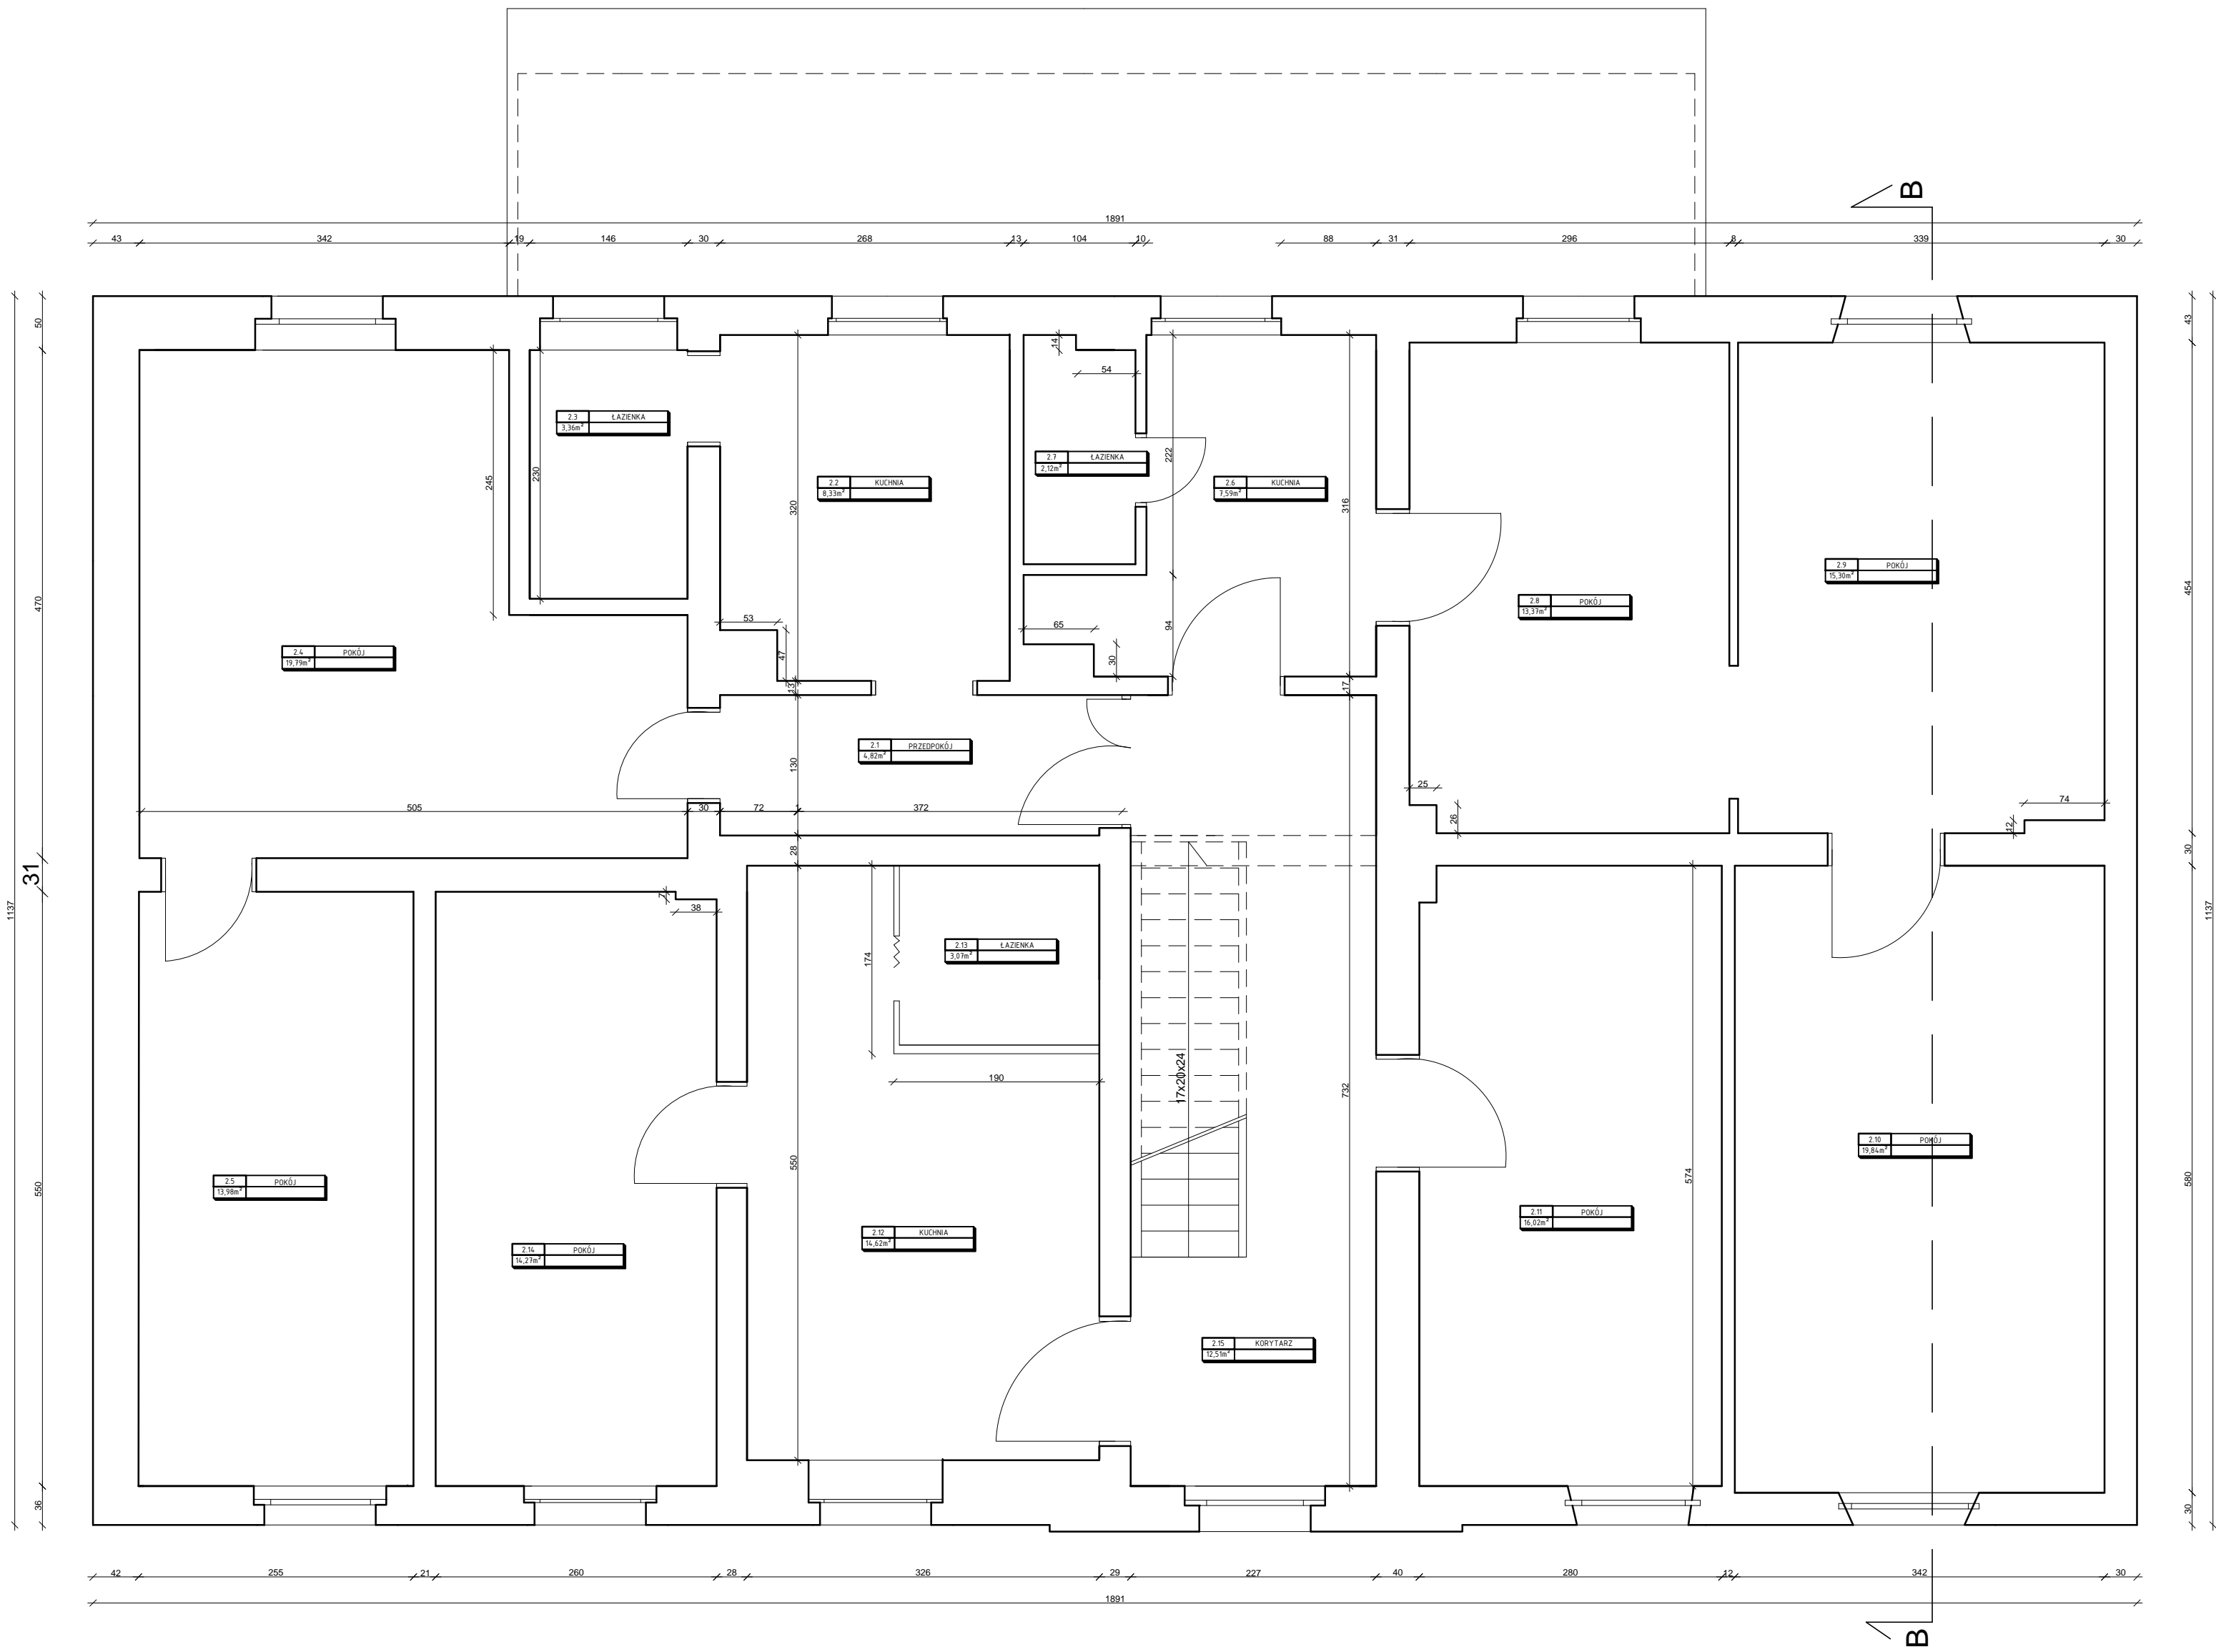 B
1891
43 342 19 146 30 268 13 104 10 88 31 296 8 339 30
50
43
14
54
2.3 ŁAZIENKA
3,36m²
2.7 ŁAZIENKA
2,12m²
222
245
230
2.2 KUCHNIA
8,33m²
2.6 KUCHNIA
7,59m²
320
316
2.9 POKÓJ
15,30m²
470
454
2.8 POKÓJ
13,37m²
53
65
94
47
30
2.4 POKÓJ
19,79m²
13
17
2.1 PRZEDPOKÓJ
4,82m²
130
25
74
505 30 72 372
26
12
28
30
31
1137
1137
7
38
174
2.13 ŁAZIENKA
3,07m²
190
17x20x24
732
2.10 POKÓJ
19,84m²
550
550
574
580
2.5 POKÓJ
13,98m²
2.11 POKÓJ
16,02m²
2.12 KUCHNIA
14,62m²
2.14 POKÓJ
14,27m²
2.15 KORYTARZ
12,51m²
36
30
42 255 21 260 28 326 29 227 40 280 12 342 30
1891
B